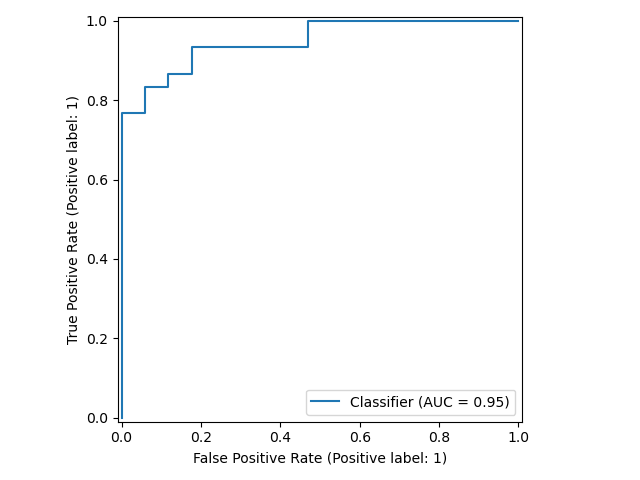 1.0
0.8
0.6
0.4
0.2
0.0
True Positive Rate (Positive label: 1)
Classifier (AUC = 0.95)
0.0 0.2 0.4 0.6 0.8 1.0
False Positive Rate (Positive label: 1)